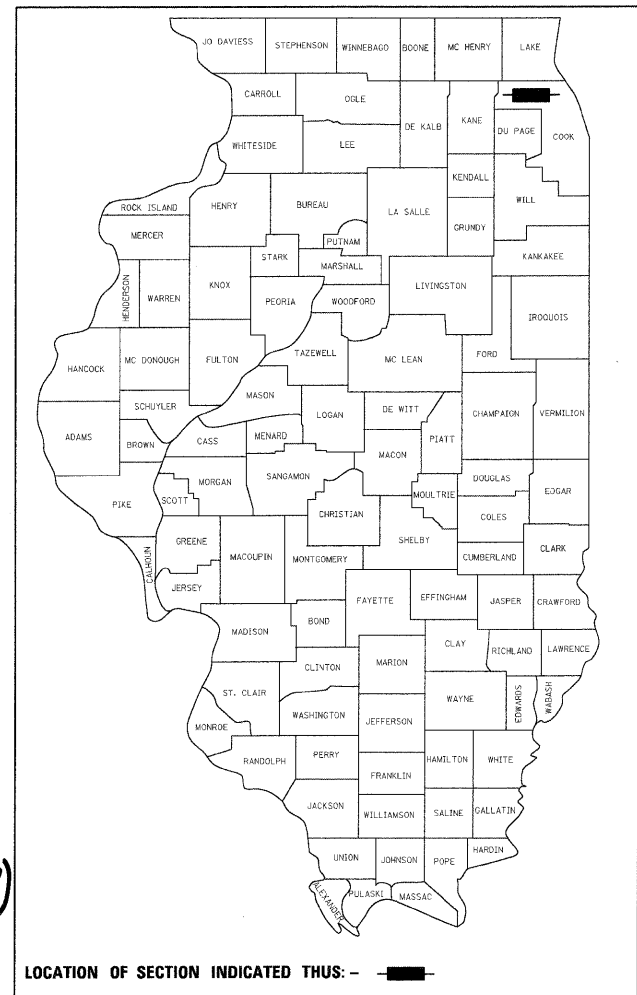 JO DAVIESS STEPHENSON WINNEBAGO BOONE MC HENRY LAKE
CARROLL OGLE DE KALB KANE DU PAGE COOK
WHITESIDE LEE
KENDALL WILL
ROCK ISLAND HENRY BUREAU LA SALLE GRUNDY
MERCER PUTNAM
STARK MARSHALL KANKAKEE
HENDERSON WARREN KNOX PEORIA WOODFORD LIVINGSTON IROQUOIS
HANCOCK MC DONOUGH FULTON TAZEWELL MC LEAN FORD
MASON
SCHUYLER LOGAN DE WITT CHAMPAIGN VERMILION
ADAMS BROWN CASS MENARD MACON PIATT
MORGAN SANGAMON DOUGLAS EDGAR
PIKE SCOTT CHRISTIAN MOULTRIE COLES
GREENE MACOUPIN MONTGOMERY SHELBY CUMBERLAND CLARK
CALHOUN JERSEY FAYETTE EFFINGHAM JASPER CRAWFORD
MADISON BOND
CLINTON MARION CLAY RICHLAND LAWRENCE
ST. CLAIR WAYNE EDWARDS WABASH
MONROE WASHINGTON JEFFERSON
RANDOLPH PERRY HAMILTON WHITE
FRANKLIN
JACKSON WILLIAMSON SALINE GALLATIN
UNION JOHNSON POPE HARDIN
ALEXANDER PULASKI MASSAC
LOCATION OF SECTION INDICATED THUS: -